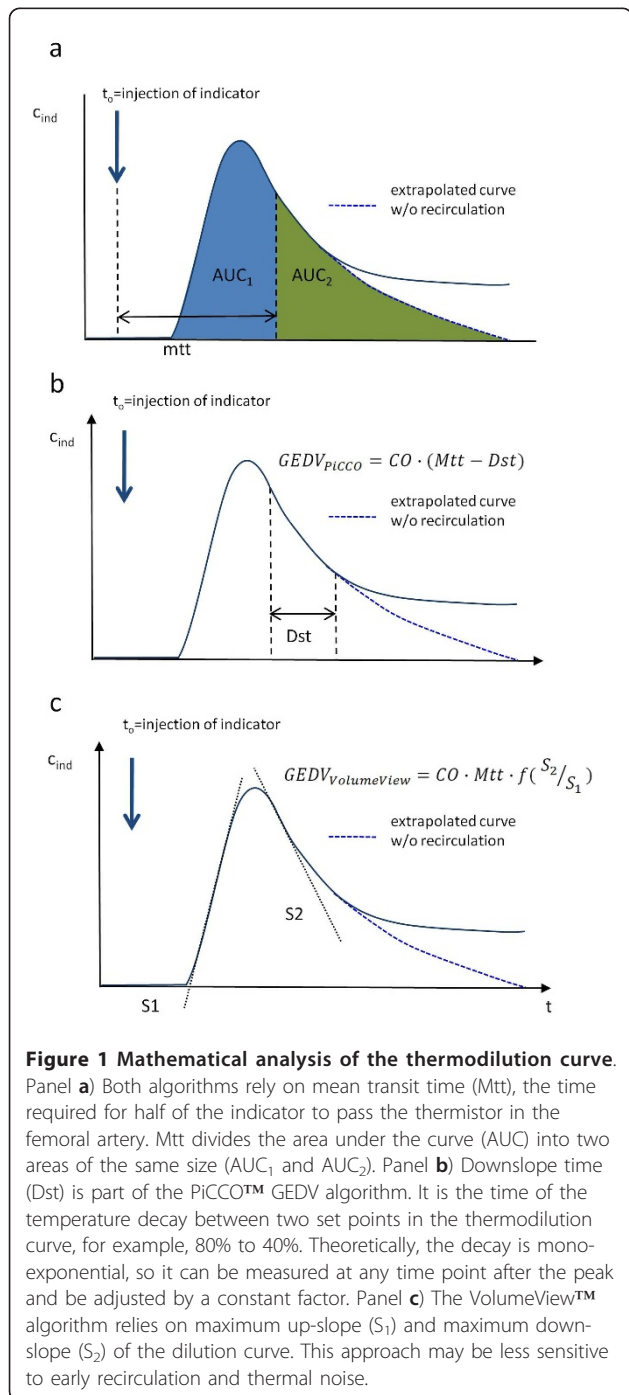 a
t₀=injection of indicator
c_ind
extrapolated curve
w/o recirculation
AUC₁
AUC₂
mtt
b
t₀=injection of indicator
c_ind
GEDV_PiCCO = CO · (Mtt − Dst)
extrapolated curve
w/o recirculation
Dst
c
t₀=injection of indicator
c_ind
GEDV_VolumeView = CO · Mtt · f(S₂/S₁)
extrapolated curve
w/o recirculation
S2
S1
t
Figure 1 Mathematical analysis of the thermodilution curve.
Panel a) Both algorithms rely on mean transit time (Mtt), the time
required for half of the indicator to pass the thermistor in the
femoral artery. Mtt divides the area under the curve (AUC) into two
areas of the same size (AUC₁ and AUC₂). Panel b) Downslope time
(Dst) is part of the PiCCO™ GEDV algorithm. It is the time of the
temperature decay between two set points in the thermodilution
curve, for example, 80% to 40%. Theoretically, the decay is mono-
exponential, so it can be measured at any time point after the peak
and be adjusted by a constant factor. Panel c) The VolumeView™
algorithm relies on maximum up-slope (S₁) and maximum down-
slope (S₂) of the dilution curve. This approach may be less sensitive
to early recirculation and thermal noise.